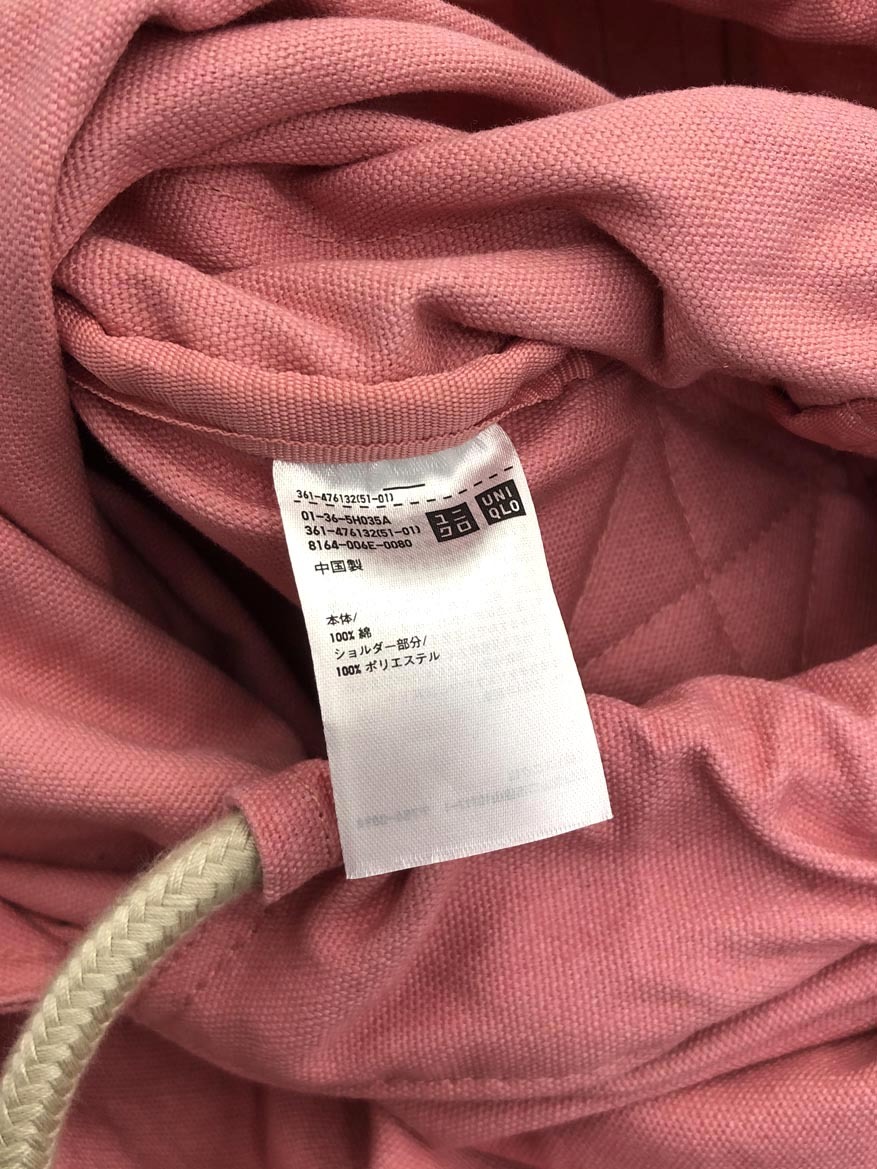 361-476132(51-01)
01-36-5H035A
361-476132(51-01)
8164-006E-0080
ユニ
クロ
UNI
QLO
中国製
本体/
100% 綿
ショルダー部分/
100% ポリエステル